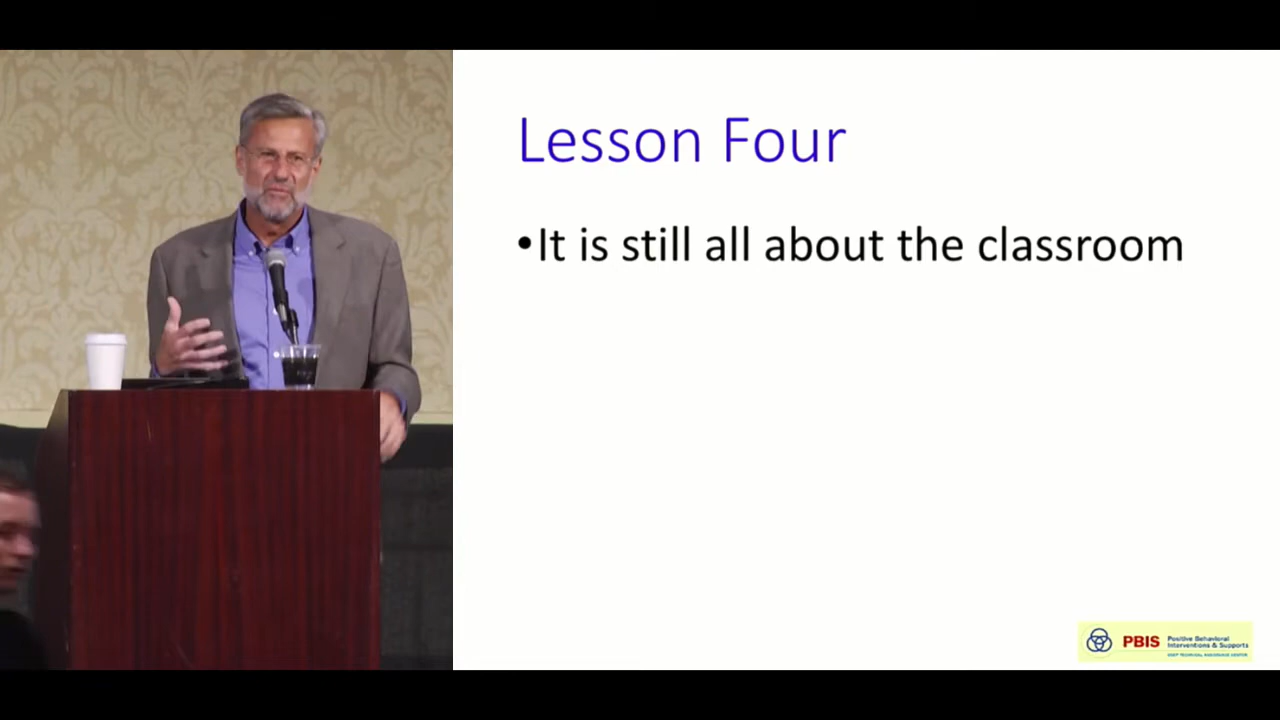 Lesson Four
•It is still all about the classroom
PBIS
Positive Behavioral
Interventions & Supports